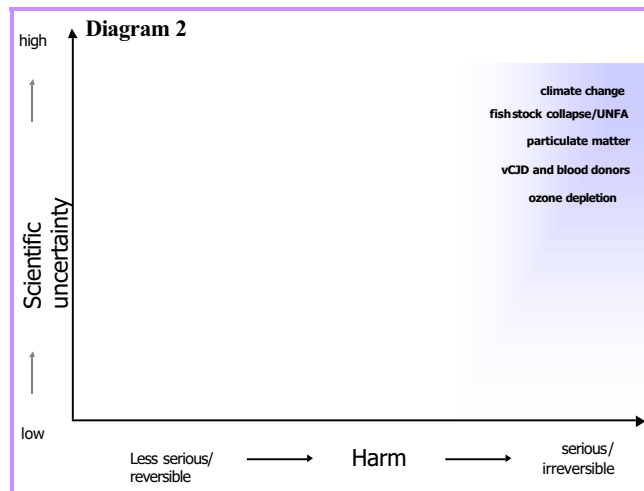 Diagram 2
high
climate change
fish stock collapse/UNFA
particulate matter
vCJD and blood donors
ozone depletion
Scientific
uncertainty
low
Less serious/
reversible
Harm
serious/
irreversible